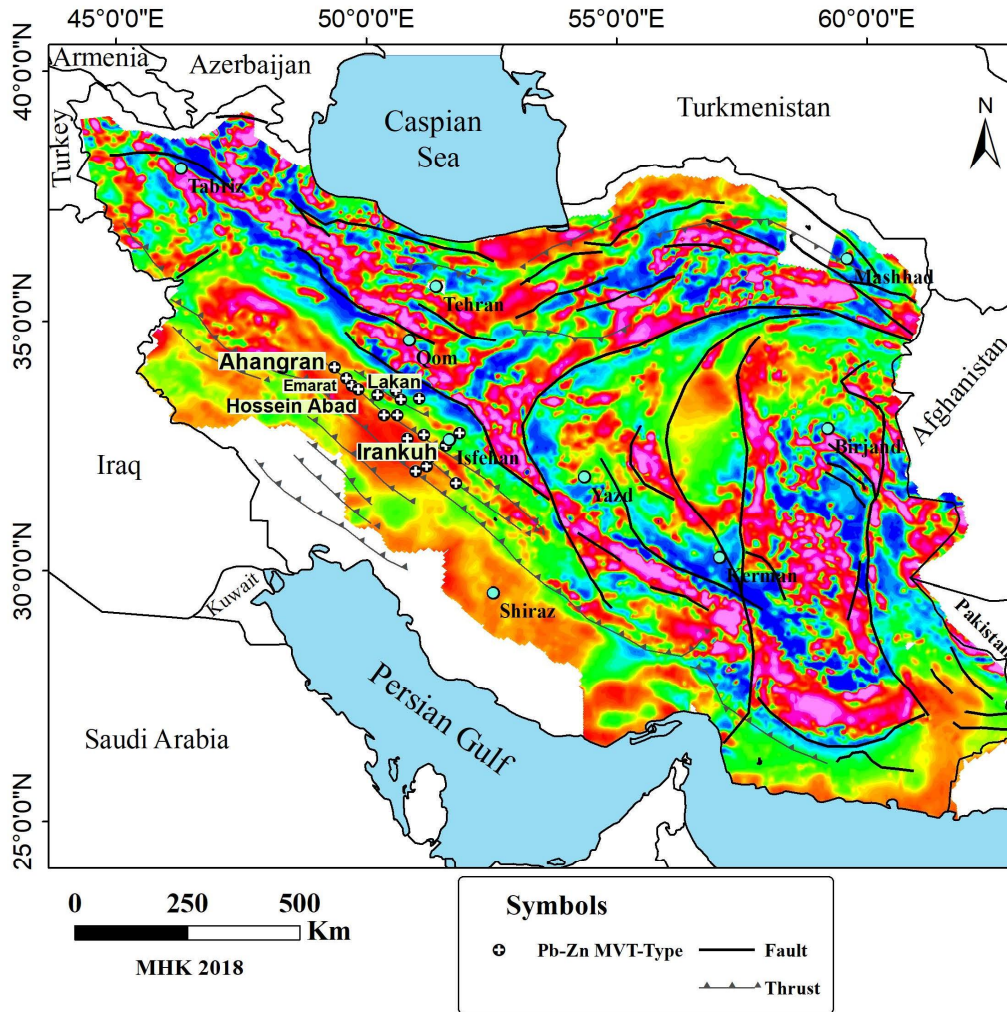 45°0'0"N
50°0'0"N
55°0'0"N
60°0'0"N
40°0'0"N
35°0'0"N
30°0'0"N
25°0'0"N
Armenia
Azerbaijan
Turkey
Caspian
Sea
Turkmenistan
N
Tabriz
Tehran
Mashhad
Qom
Ahangran
Emarat
Lakan
Hossein Abad
Irankuh
Isfehan
Birjand
Afghanistan
Iraq
Yazd
Kerman
Kuwait
Shiraz
Pakistan
Persian Gulf
Saudi Arabia
0 250 500
Km
MHK 2018
Symbols
Pb-Zn MVT-Type
Fault
Thrust